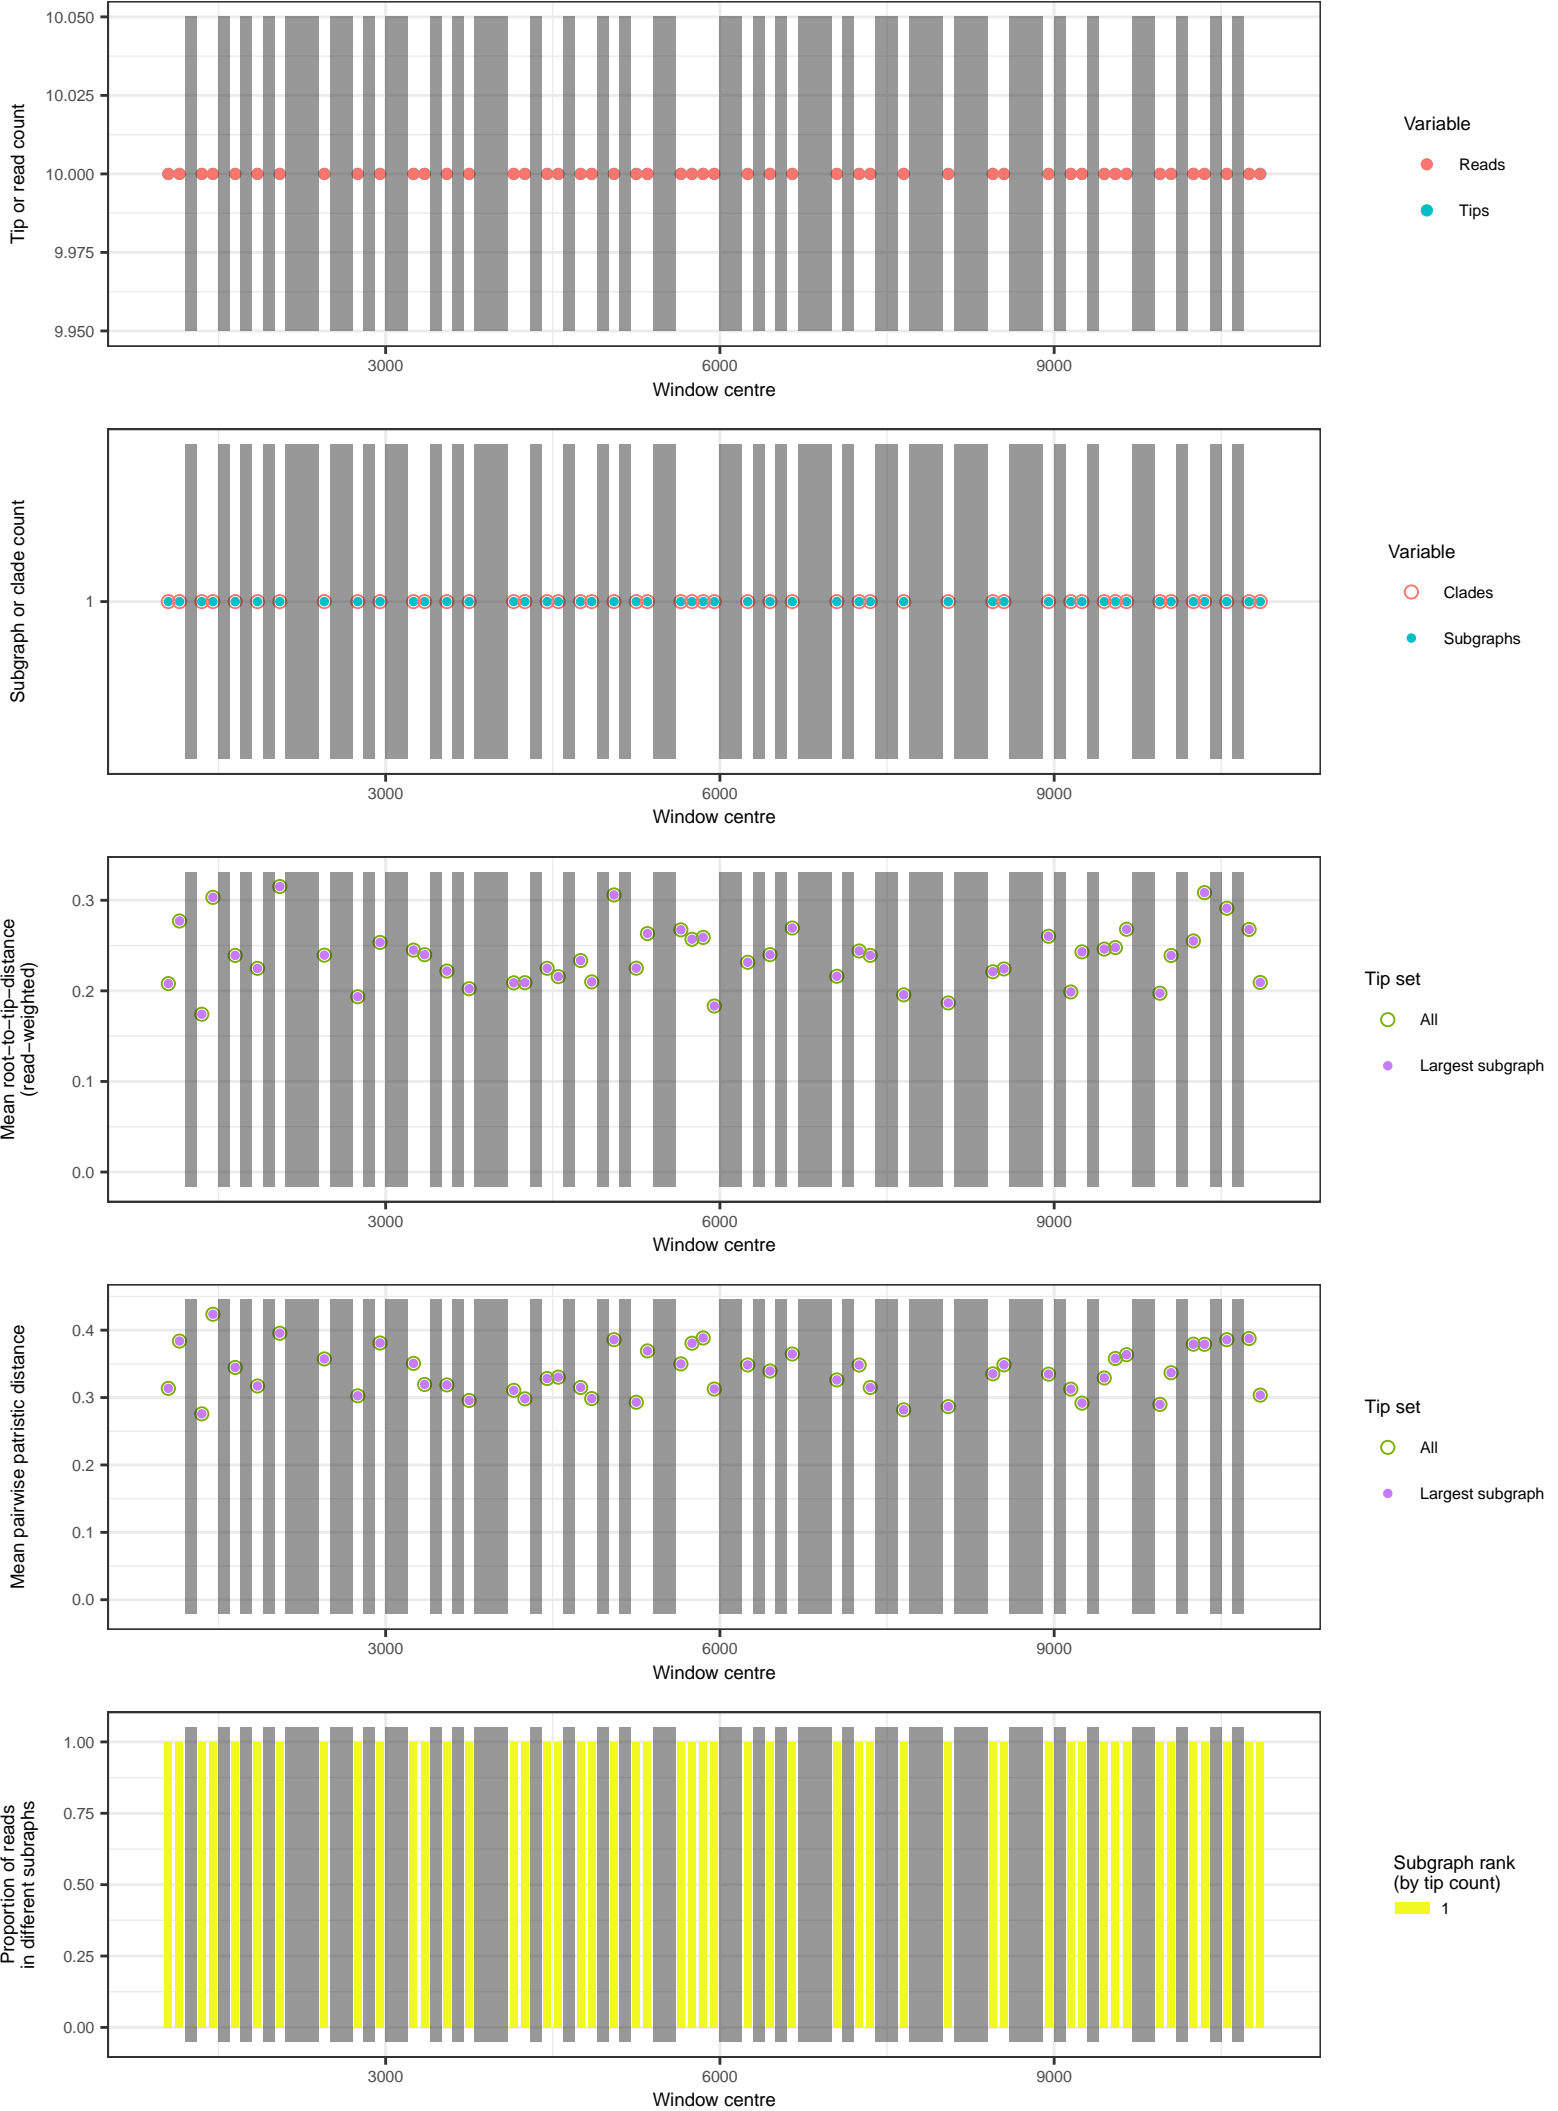 10.050
10.025
10.000
9.975
9.950
Tip or read count
3000
6000
9000
Window centre
Variable
Reads
Tips
1
Subgraph or clade count
3000
6000
9000
Window centre
Variable
Clades
Subgraphs
0.3
0.2
0.1
0.0
Mean root−to−tip−distance
(read−weighted)
3000
6000
9000
Window centre
Tip set
All
Largest subgraph
0.4
0.3
0.2
0.1
0.0
Mean pairwise patristic distance
3000
6000
9000
Window centre
Tip set
All
Largest subgraph
1.00
0.75
0.50
0.25
0.00
Proportion of reads
in different subraphs
3000
6000
9000
Window centre
Subgraph rank
(by tip count)
1